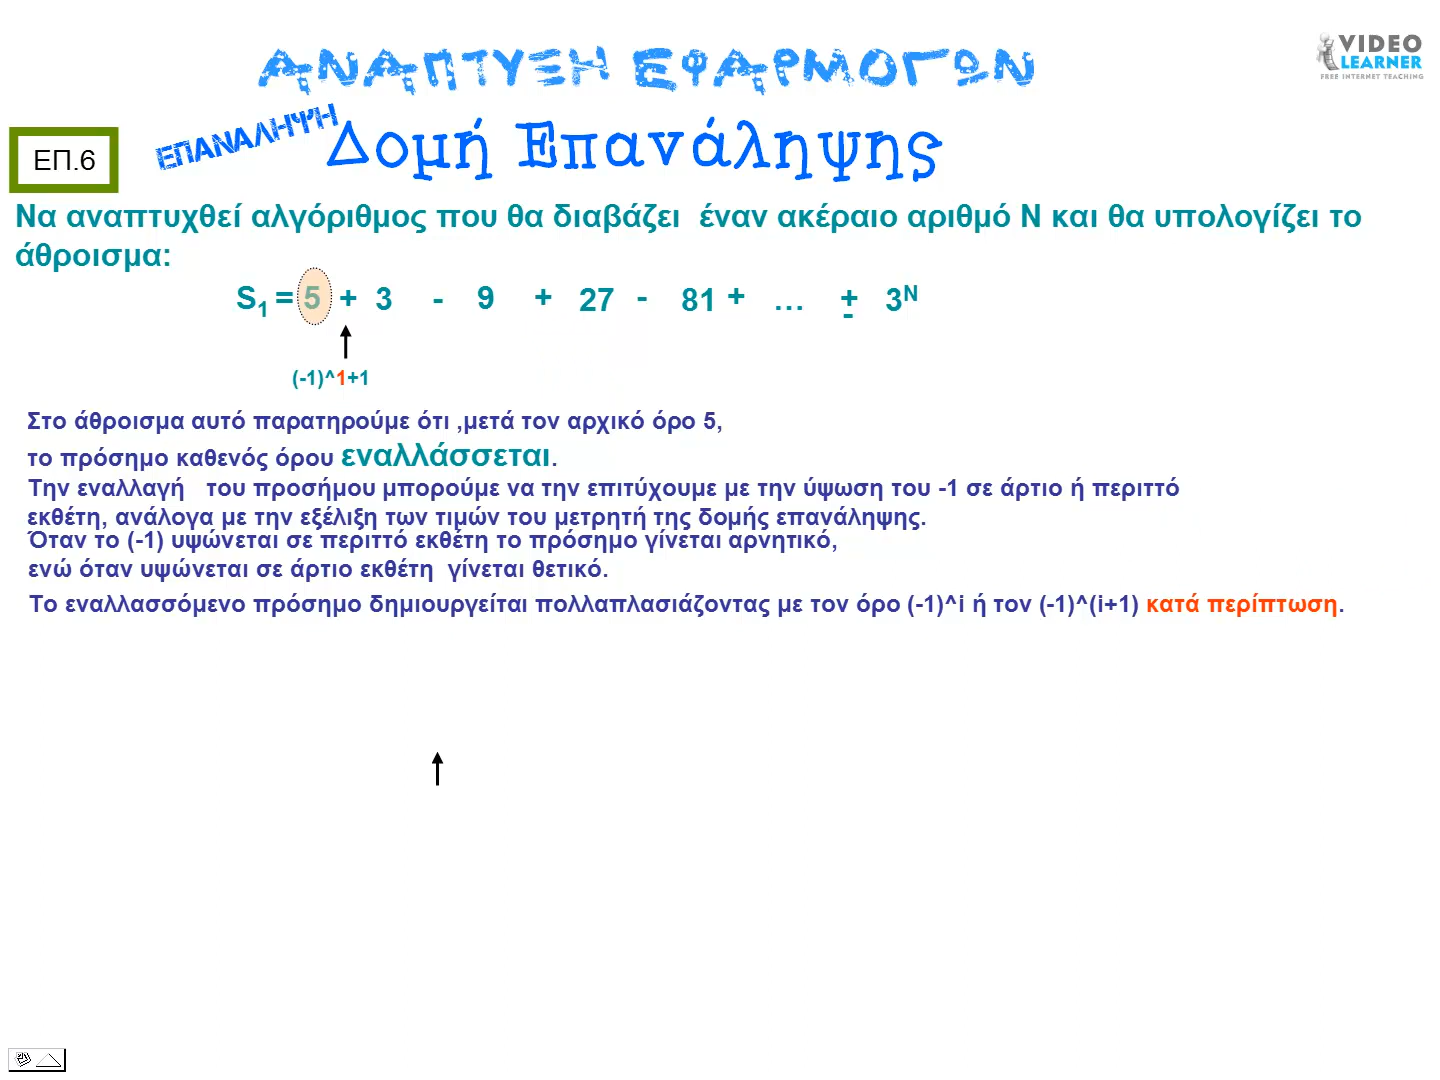 ΑΝΑΠΤΥΞΗ ΕΦΑΡΜΟΓΩΝ
VIDEO
LEARNER
FREE INTERNET TEACHING
ΕΠΑΝΑΛΗΨΗ
Δομή Επανάληψης
ΕΠ.6
Να αναπτυχθεί αλγόριθμος που θα διαβάζει έναν ακέραιο αριθμό Ν και θα υπολογίζει το
άθροισμα:
S1 = 5 + 3 - 9 + 27 - 81 + … ± 3^N
(-1)^1+1
Στο άθροισμα αυτό παρατηρούμε ότι ,μετά τον αρχικό όρο 5,
το πρόσημο καθενός όρου εναλλάσσεται.
Την εναλλαγή του προσήμου μπορούμε να την επιτύχουμε με την ύψωση του -1 σε άρτιο ή περιττό
εκθέτη, ανάλογα με την εξέλιξη των τιμών του μετρητή της δομής επανάληψης.
Όταν το (-1) υψώνεται σε περιττό εκθέτη το πρόσημο γίνεται αρνητικό,
ενώ όταν υψώνεται σε άρτιο εκθέτη γίνεται θετικό.
Το εναλλασσόμενο πρόσημο δημιουργείται πολλαπλασιάζοντας με τον όρο (-1)^i ή τον (-1)^(i+1) κατά περίπτωση.